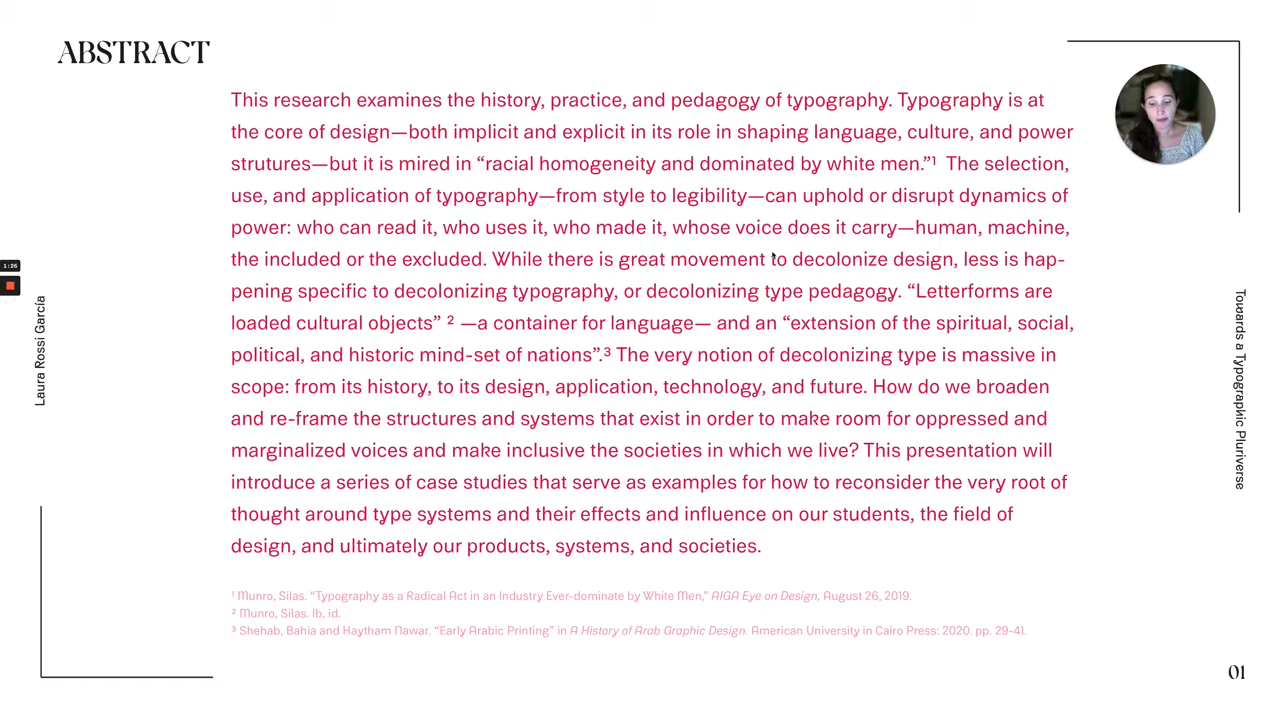 ABSTRACT
This research examines the history, practice, and pedagogy of typography. Typography is at
the core of design—both implicit and explicit in its role in shaping language, culture, and power
strutures—but it is mired in “racial homogeneity and dominated by white men.”¹ The selection,
use, and application of typography—from style to legibility—can uphold or disrupt dynamics of
power: who can read it, who uses it, who made it, whose voice does it carry—human, machine,
the included or the excluded. While there is great movement to decolonize design, less is hap-
pening specific to decolonizing typography, or decolonizing type pedagogy. “Letterforms are
loaded cultural objects” ² —a container for language— and an “extension of the spiritual, social,
political, and historic mind-set of nations”.³ The very notion of decolonizing type is massive in
scope: from its history, to its design, application, technology, and future. How do we broaden
and re-frame the structures and systems that exist in order to make room for oppressed and
marginalized voices and make inclusive the societies in which we live? This presentation will
introduce a series of case studies that serve as examples for how to reconsider the very root of
thought around type systems and their effects and influence on our students, the field of
design, and ultimately our products, systems, and societies.
¹ Munro, Silas. “Typography as a Radical Act in an Industry Ever-dominate by White Men,” AIGA Eye on Design, August 26, 2019.
² Munro, Silas. Ib, id.
³ Shehab, Bahia and Haytham Nawar. “Early Arabic Printing” in A History of Arab Graphic Design. American University in Cairo Press: 2020. pp. 29-41.
1:26
Laura Rossi García
Towards a Typographic Pluriverse
01